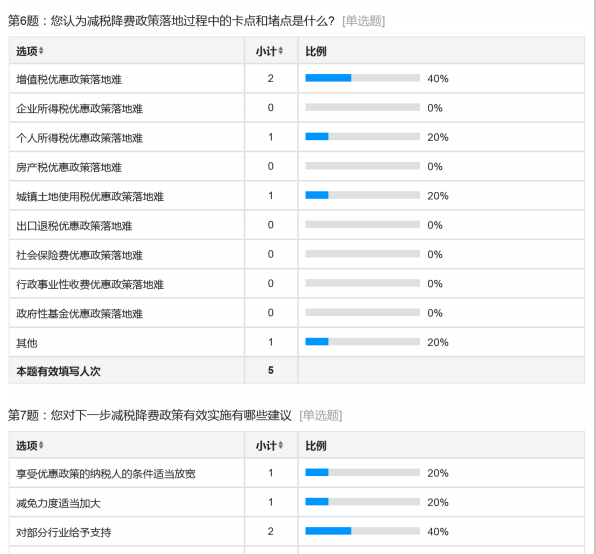 第6题：您认为减税降费政策落地过程中的卡点和堵点是什么？ [单选题]
选项 小计 比例
增值税优惠政策落地难 2 40%
企业所得税优惠政策落地难 0 0%
个人所得税优惠政策落地难 1 20%
房产税优惠政策落地难 0 0%
城镇土地使用税优惠政策落地难 1 20%
出口退税优惠政策落地难 0 0%
社会保险费优惠政策落地难 0 0%
行政事业性收费优惠政策落地难 0 0%
政府性基金优惠政策落地难 0 0%
其他 1 20%
本题有效填写人次 5
第7题：您对下一步减税降费政策有效实施有哪些建议 [单选题]
选项 小计 比例
享受优惠政策的纳税人的条件适当放宽 1 20%
减免力度适当加大 1 20%
对部分行业给予支持 2 40%